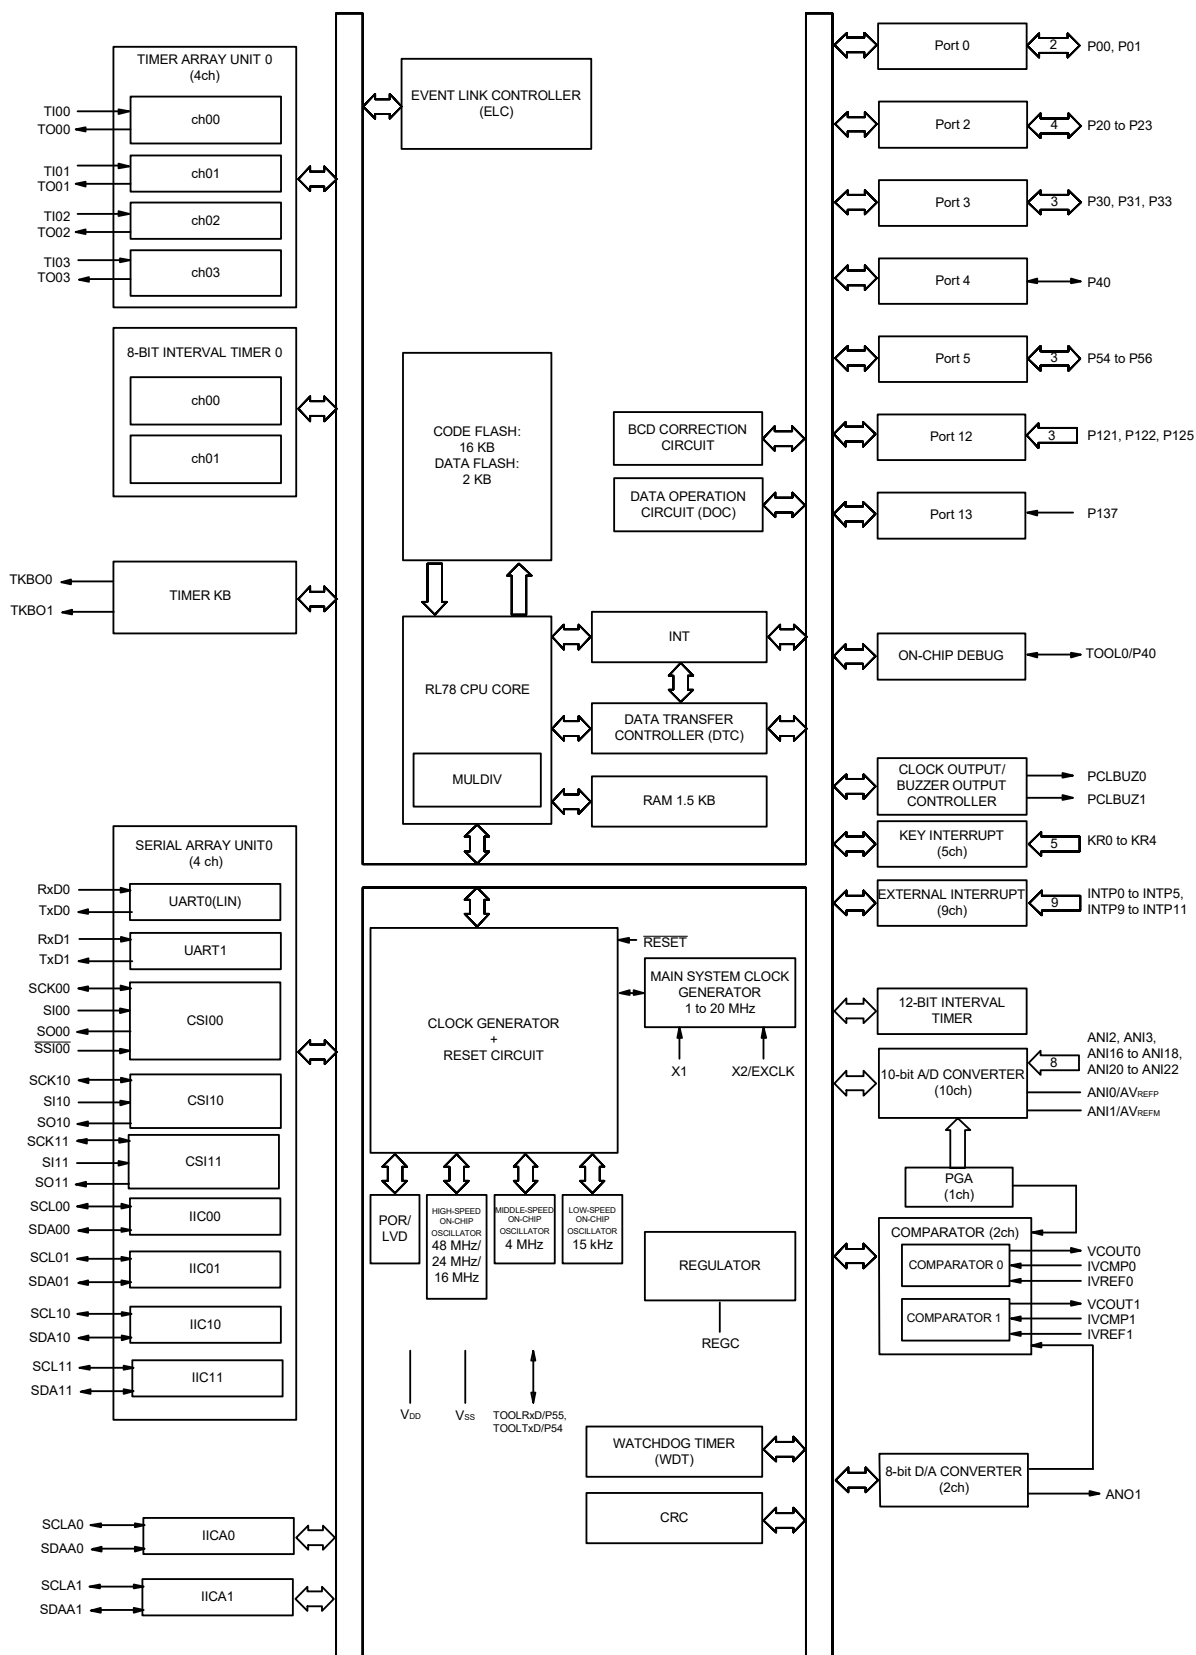 TIMER ARRAY UNIT 0
(4ch)
TI00
TO00
ch00
TI01
TO01
ch01
TI02
TO02
ch02
TI03
TO03
ch03
8-BIT INTERVAL TIMER 0
ch00
ch01
TKBO0
TKBO1
TIMER KB
SERIAL ARRAY UNIT0
(4 ch)
RxD0
TxD0
UART0(LIN)
RxD1
TxD1
UART1
SCK00
SI00
SO00
SSI00
CSI00
SCK10
SI10
SO10
CSI10
SCK11
SI11
SO11
CSI11
SCL00
SDA00
IIC00
SCL01
SDA01
IIC01
SCL10
SDA10
IIC10
SCL11
SDA11
IIC11
SCLA0
SDAA0
IICA0
SCLA1
SDAA1
IICA1
EVENT LINK CONTROLLER
(ELC)
CODE FLASH:
16 KB
DATA FLASH:
2 KB
BCD CORRECTION
CIRCUIT
DATA OPERATION
CIRCUIT (DOC)
RL78 CPU CORE
MULDIV
INT
DATA TRANSFER
CONTROLLER (DTC)
RAM 1.5 KB
CLOCK GENERATOR
+
RESET CIRCUIT
RESET
MAIN SYSTEM CLOCK
GENERATOR
1 to 20 MHz
X1
X2/EXCLK
POR/
LVD
HIGH-SPEED
ON-CHIP
OSCILLATOR
48 MHz/
24 MHz/
16 MHz
MIDDLE-SPEED
ON-CHIP
OSCILLATOR
4 MHz
LOW-SPEED
ON-CHIP
OSCILLATOR
15 kHz
REGULATOR
REGC
VDD
VSS
TOOLRxD/P55,
TOOLTxD/P54
WATCHDOG TIMER
(WDT)
CRC
Port 0
2
P00, P01
Port 2
4
P20 to P23
Port 3
3
P30, P31, P33
Port 4
P40
Port 5
3
P54 to P56
Port 12
3
P121, P122, P125
Port 13
P137
ON-CHIP DEBUG
TOOL0/P40
CLOCK OUTPUT/
BUZZER OUTPUT
CONTROLLER
PCLBUZ0
PCLBUZ1
KEY INTERRUPT
(5ch)
5
KR0 to KR4
EXTERNAL INTERRUPT
(9ch)
9
INTP0 to INTP5,
INTP9 to INTP11
12-BIT INTERVAL
TIMER
10-bit A/D CONVERTER
(10ch)
8
ANI2, ANI3,
ANI16 to ANI18,
ANI20 to ANI22
ANI0/AVREFP
ANI1/AVREFM
PGA
(1ch)
COMPARATOR (2ch)
COMPARATOR 0
VCOUT0
IVCMP0
IVREF0
COMPARATOR 1
VCOUT1
IVCMP1
IVREF1
8-bit D/A CONVERTER
(2ch)
ANO1